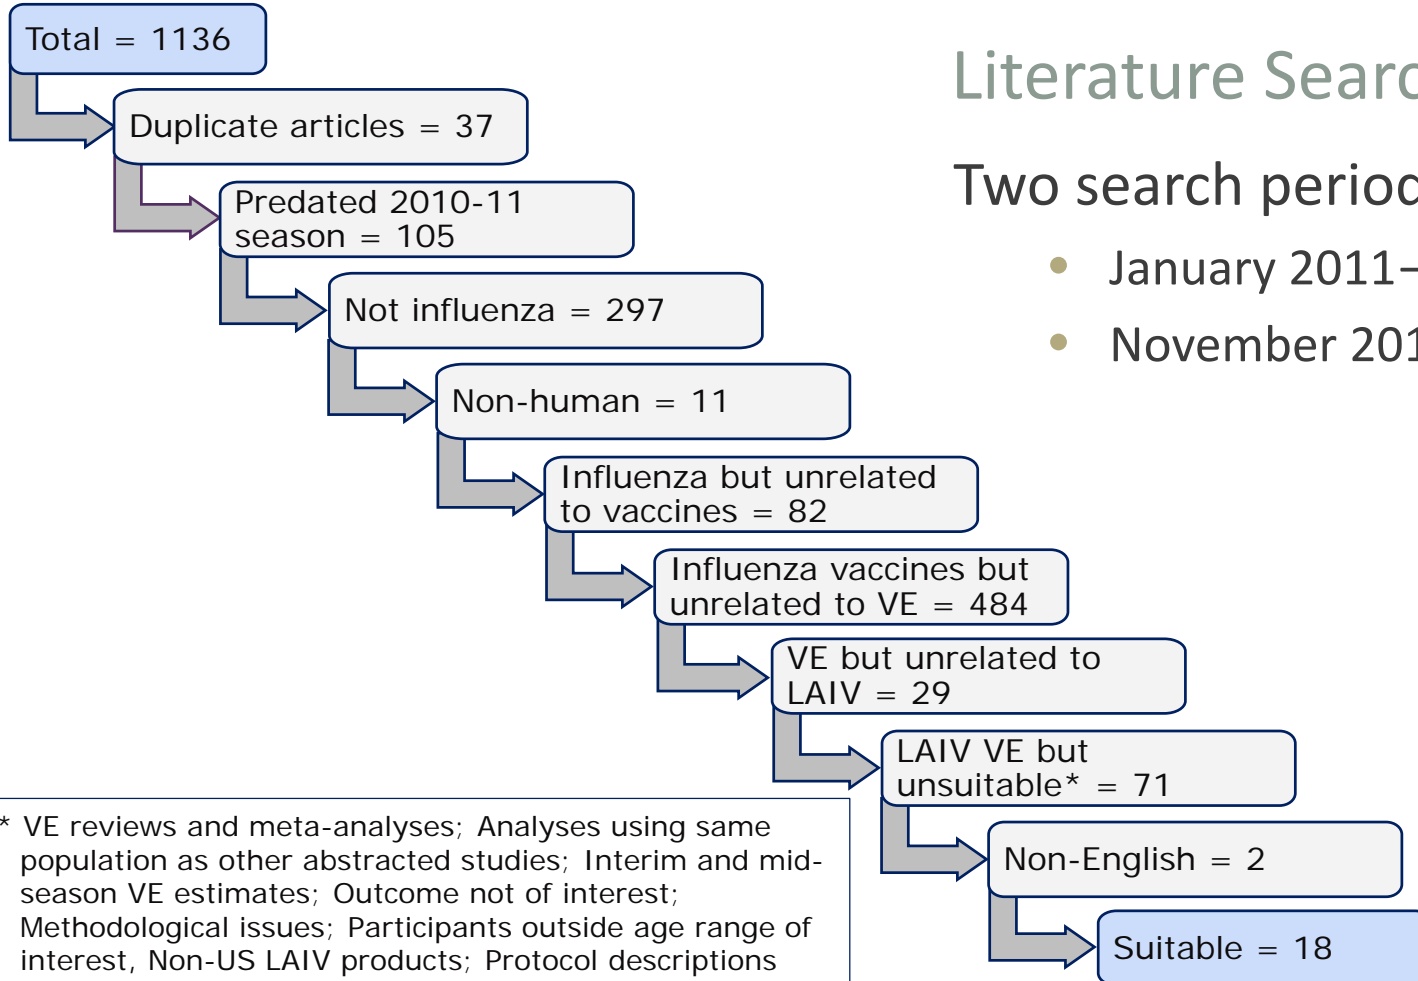 Total = 1136
Duplicate articles = 37
Predated 2010-11
season = 105
Not influenza = 297
Non-human = 11
Influenza but unrelated
to vaccines = 82
Influenza vaccines but
unrelated to VE = 484
VE but unrelated to
LAIV = 29
LAIV VE but
unsuitable* = 71
Non-English = 2
Suitable = 18
Literature
Two search
• January 2011–
• November
* VE reviews and meta-analyses; Analyses using same
population as other abstracted studies; Interim and mid-
season VE estimates; Outcome not of interest;
Methodological issues; Participants outside age range of
interest, Non-US LAIV products; Protocol descriptions